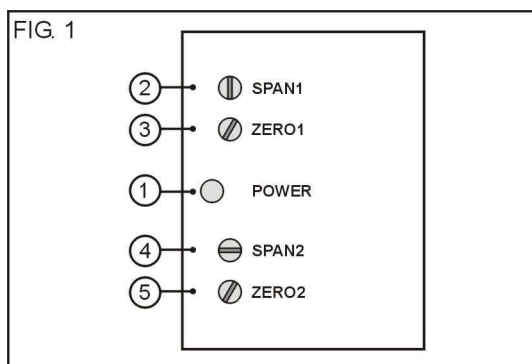 FIG. 1
2 SPAN1
3 ZERO1
1 POWER
4 SPAN2
5 ZERO2